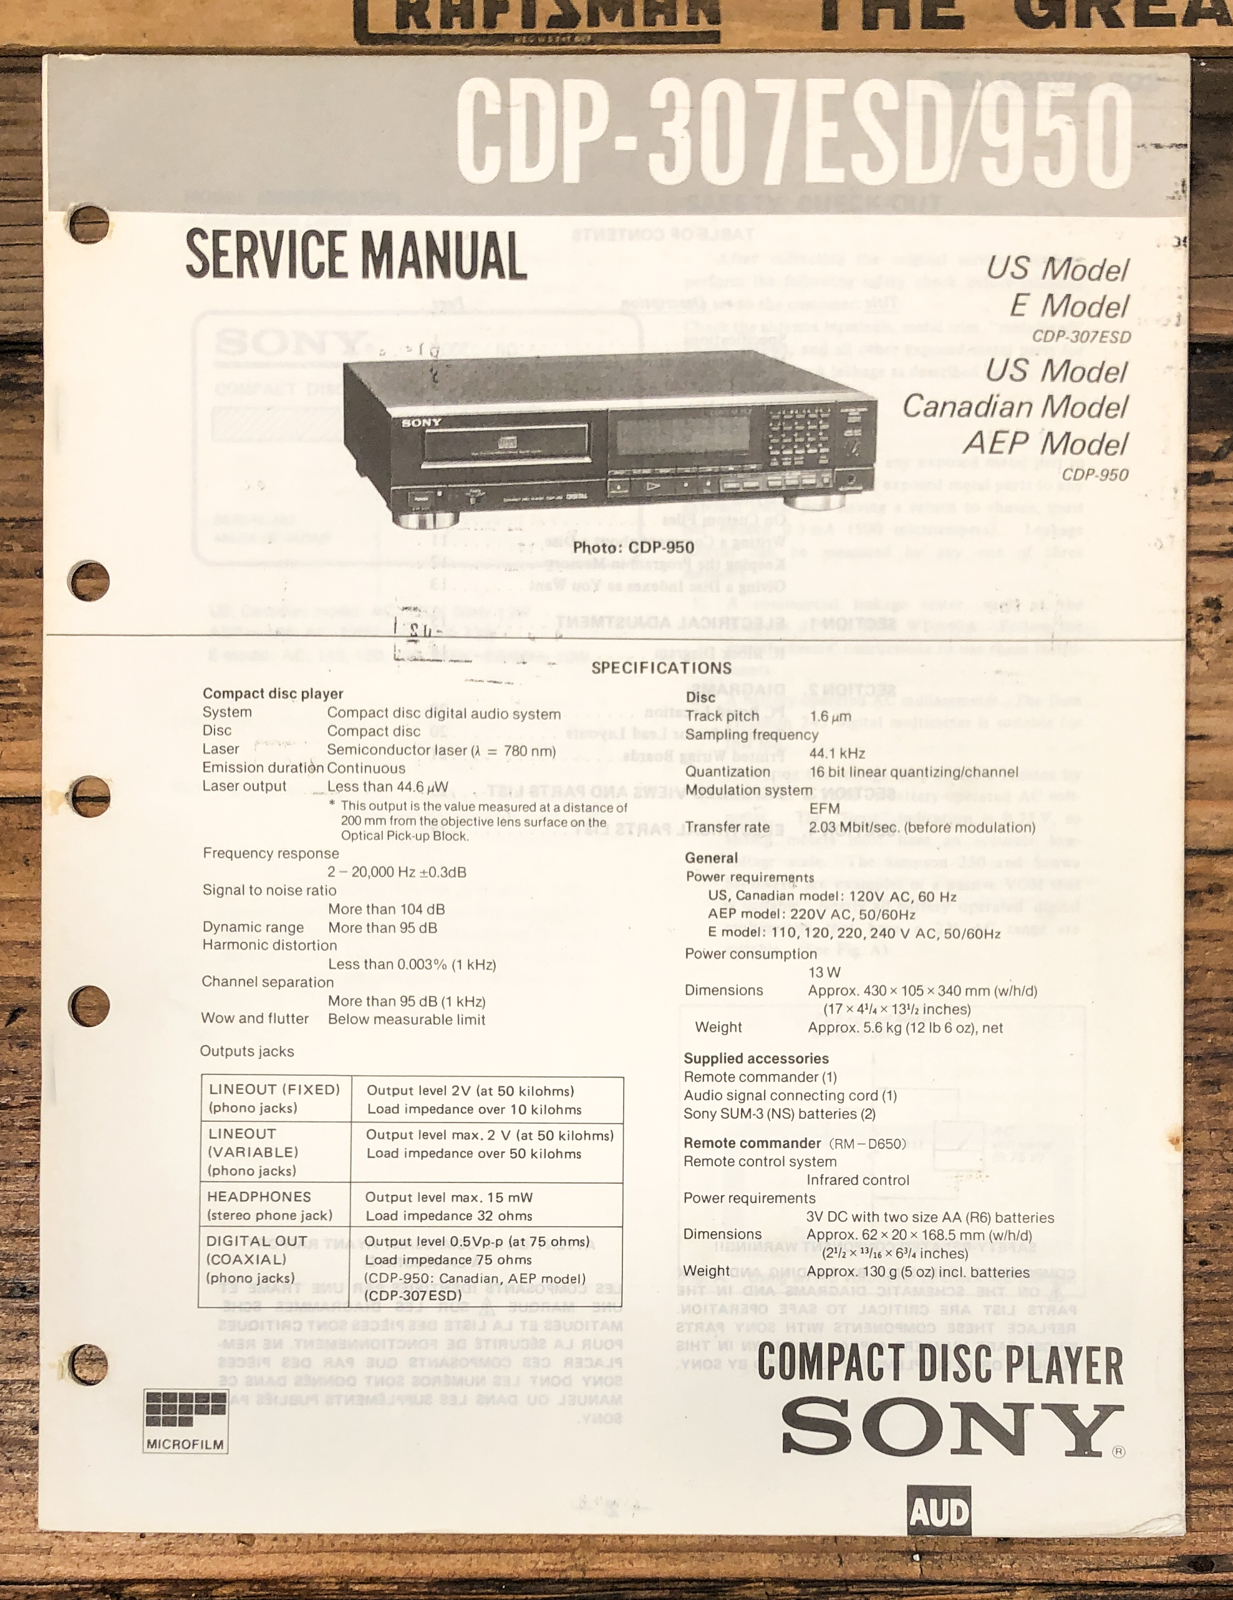 CRAFTSMAN THE GREA
CDP-307ESD/950
SERVICE MANUAL
US Model
E Model
CDP-307ESD
US Model
Canadian Model
AEP Model
CDP-950
SONY
Photo: CDP-950
SPECIFICATIONS
Compact disc player
System Compact disc digital audio system
Disc Compact disc
Laser Semiconductor laser (λ = 780 nm)
Emission duration Continuous
Laser output Less than 44.6 μW
* This output is the value measured at a distance of
200 mm from the objective lens surface on the
Optical Pick-up Block.
Frequency response
2 – 20,000 Hz ±0.3dB
Signal to noise ratio
More than 104 dB
Dynamic range More than 95 dB
Harmonic distortion
Less than 0.003% (1 kHz)
Channel separation
More than 95 dB (1 kHz)
Wow and flutter Below measurable limit
Outputs jacks
LINEOUT (FIXED) Output level 2V (at 50 kilohms)
(phono jacks) Load impedance over 10 kilohms
LINEOUT Output level max. 2 V (at 50 kilohms)
(VARIABLE) Load impedance over 50 kilohms
(phono jacks)
HEADPHONES Output level max. 15 mW
(stereo phone jack) Load impedance 32 ohms
DIGITAL OUT Output level 0.5Vp-p (at 75 ohms)
(COAXIAL) Load impedance 75 ohms
(phono jacks) (CDP-950: Canadian, AEP model)
(CDP-307ESD)
Disc
Track pitch 1.6 μm
Sampling frequency
44.1 kHz
Quantization 16 bit linear quantizing/channel
Modulation system
EFM
Transfer rate 2.03 Mbit/sec. (before modulation)
General
Power requirements
US, Canadian model: 120V AC, 60 Hz
AEP model: 220V AC, 50/60Hz
E model: 110, 120, 220, 240 V AC, 50/60Hz
Power consumption
13 W
Dimensions Approx. 430 × 105 × 340 mm (w/h/d)
(17 × 4¹/₄ × 13¹/₂ inches)
Weight Approx. 5.6 kg (12 lb 6 oz), net
Supplied accessories
Remote commander (1)
Audio signal connecting cord (1)
Sony SUM-3 (NS) batteries (2)
Remote commander (RM–D650)
Remote control system
Infrared control
Power requirements
3V DC with two size AA (R6) batteries
Dimensions Approx. 62 × 20 × 168.5 mm (w/h/d)
(2¹/₂ × ¹³/₁₆ × 6³/₄ inches)
Weight Approx. 130 g (5 oz) incl. batteries
COMPACT DISC PLAYER
SONY®
MICROFILM
AUD